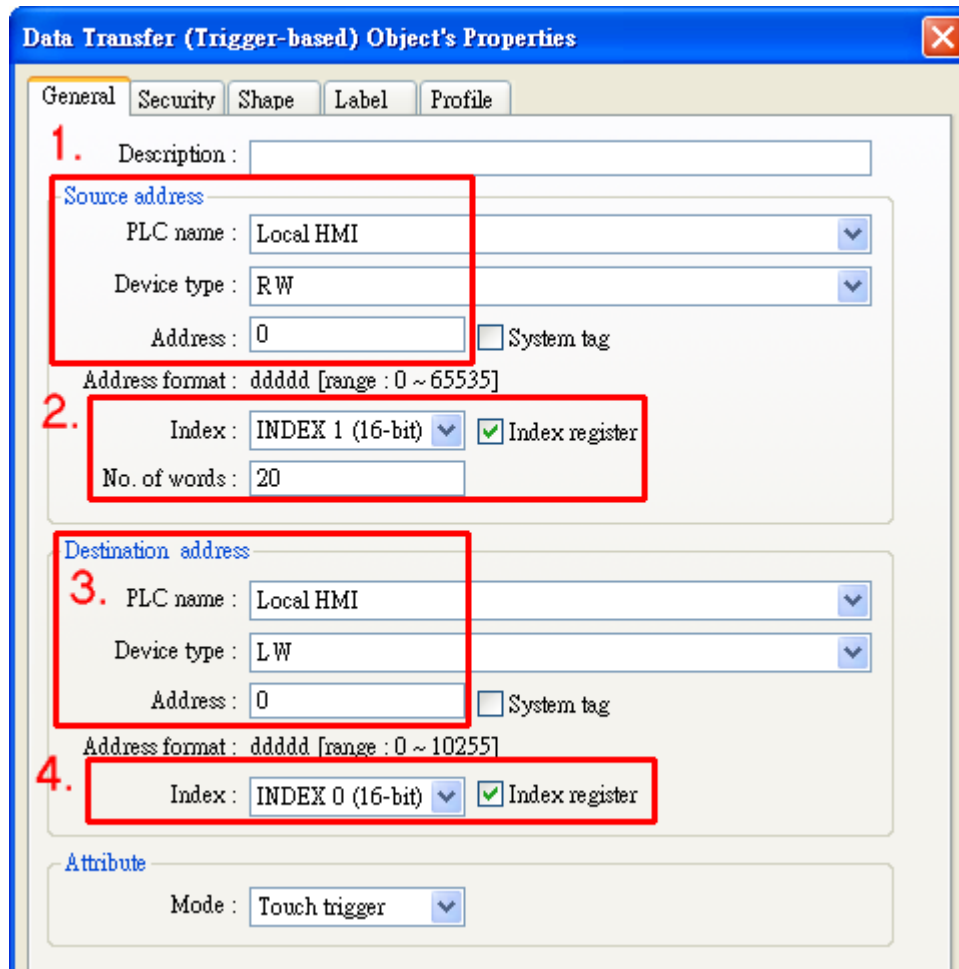 Data Transfer (Trigger-based) Object's Properties
General Security Shape Label Profile
1. Description :
Source address
PLC name : Local HMI
Device type : RW
Address : 0 System tag
Address format : ddddd [range : 0 ~ 65535]
2. Index : INDEX 1 (16-bit) Index register
No. of words : 20
Destination address
3. PLC name : Local HMI
Device type : LW
Address : 0 System tag
Address format : ddddd [range : 0 ~ 10255]
4. Index : INDEX 0 (16-bit) Index register
Attribute
Mode : Touch trigger